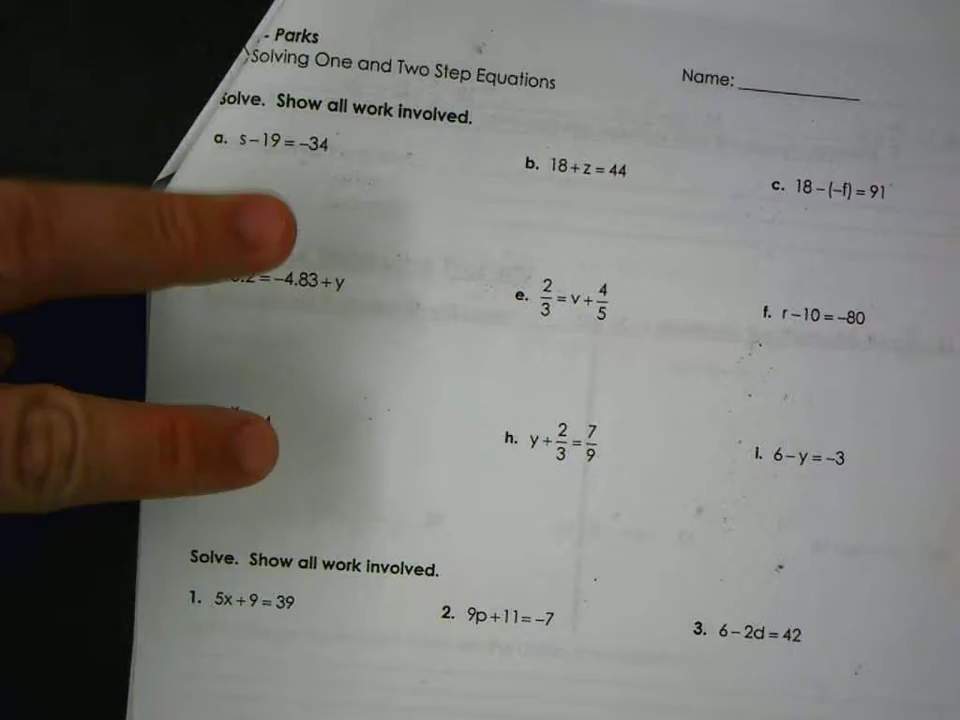 - Parks
Solving One and Two Step Equations
Name:
Solve. Show all work involved.
a. s-19=-34
b. 18+z=44
c. 18-(-f)=91
=-4.83+y
e. 2/3=v+4/5
f. r-10=-80
h. y+2/3=7/9
i. 6-y=-3
Solve. Show all work involved.
1. 5x+9=39
2. 9p+11=-7
3. 6-2d=42